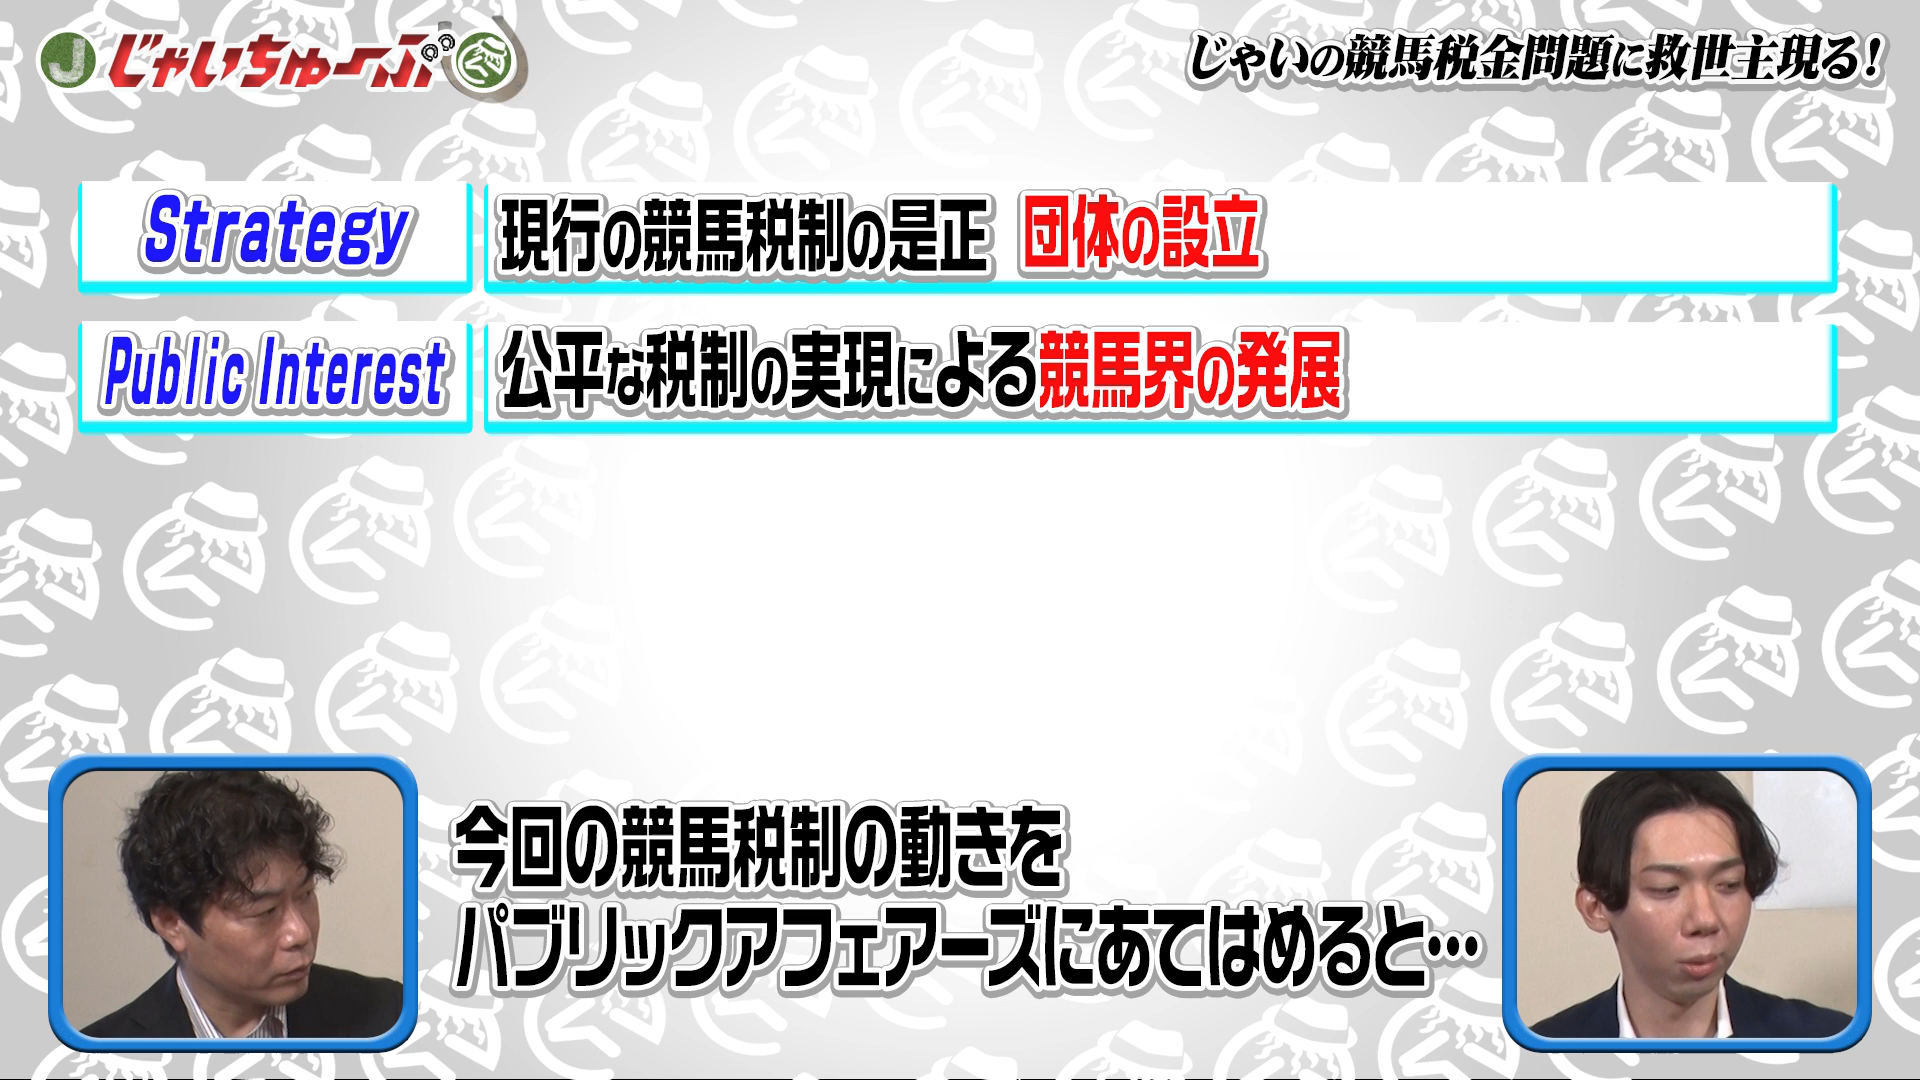 J じゃいちゅーぶ
じゃいの競馬税金問題に救世主現る!
Strategy
現行の競馬税制の是正 団体の設立
Public Interest
公平な税制の実現による競馬界の発展
今回の競馬税制の動きを
パブリックアフェアーズにあてはめると…